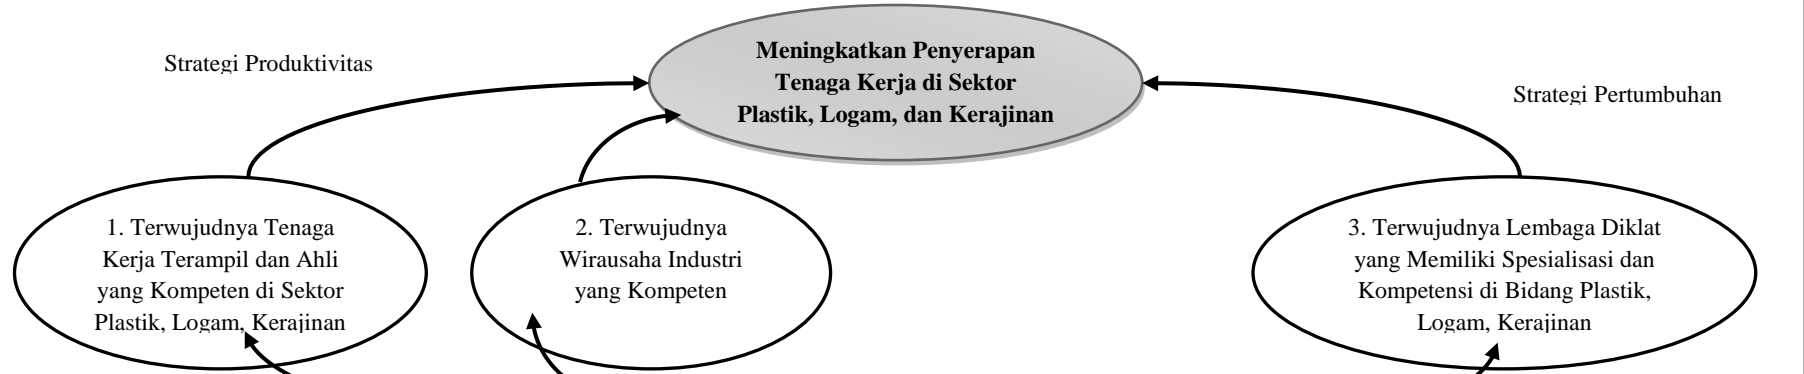 Strategi Produktivitas
Meningkatkan Penyerapan
Tenaga Kerja di Sektor
Plastik, Logam, dan Kerajinan
Strategi Pertumbuhan
1. Terwujudnya Tenaga
Kerja Terampil dan Ahli
yang Kompeten di Sektor
Plastik, Logam, Kerajinan
2. Terwujudnya
Wirausaha Industri
yang Kompeten
3. Terwujudnya Lembaga Diklat
yang Memiliki Spesialisasi dan
Kompetensi di Bidang Plastik,
Logam, Kerajinan